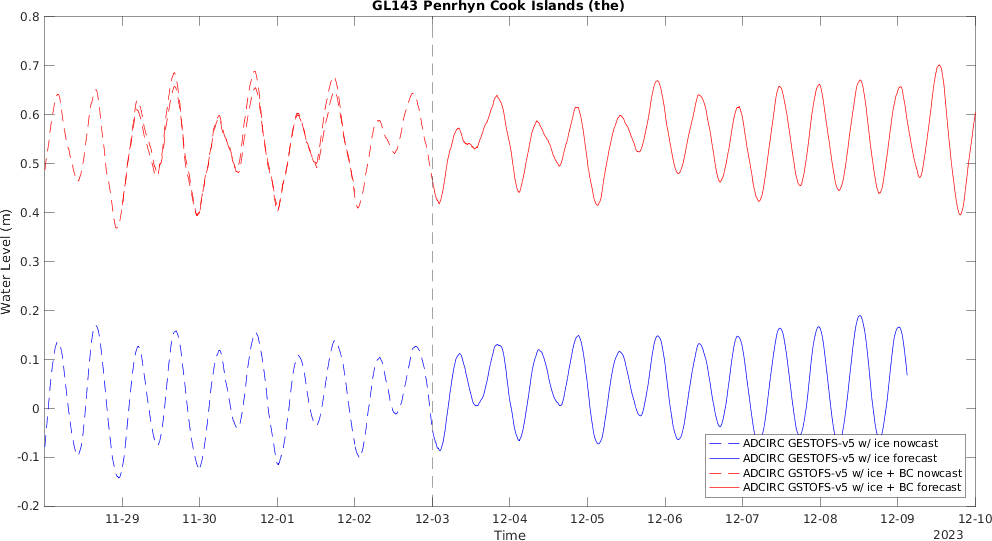 GL143 Penrhyn Cook Islands (the)
Water Level (m)
0.8
0.7
0.6
0.5
0.4
0.3
0.2
0.1
0
-0.1
-0.2
ADCIRC GESTOFS-v5 w/ ice nowcast
ADCIRC GESTOFS-v5 w/ ice forecast
ADCIRC GSTOFS-v5 w/ ice + BC nowcast
ADCIRC GSTOFS-v5 w/ ice + BC forecast
11-29 11-30 12-01 12-02 12-03 12-04 12-05 12-06 12-07 12-08 12-09 12-10
Time
2023